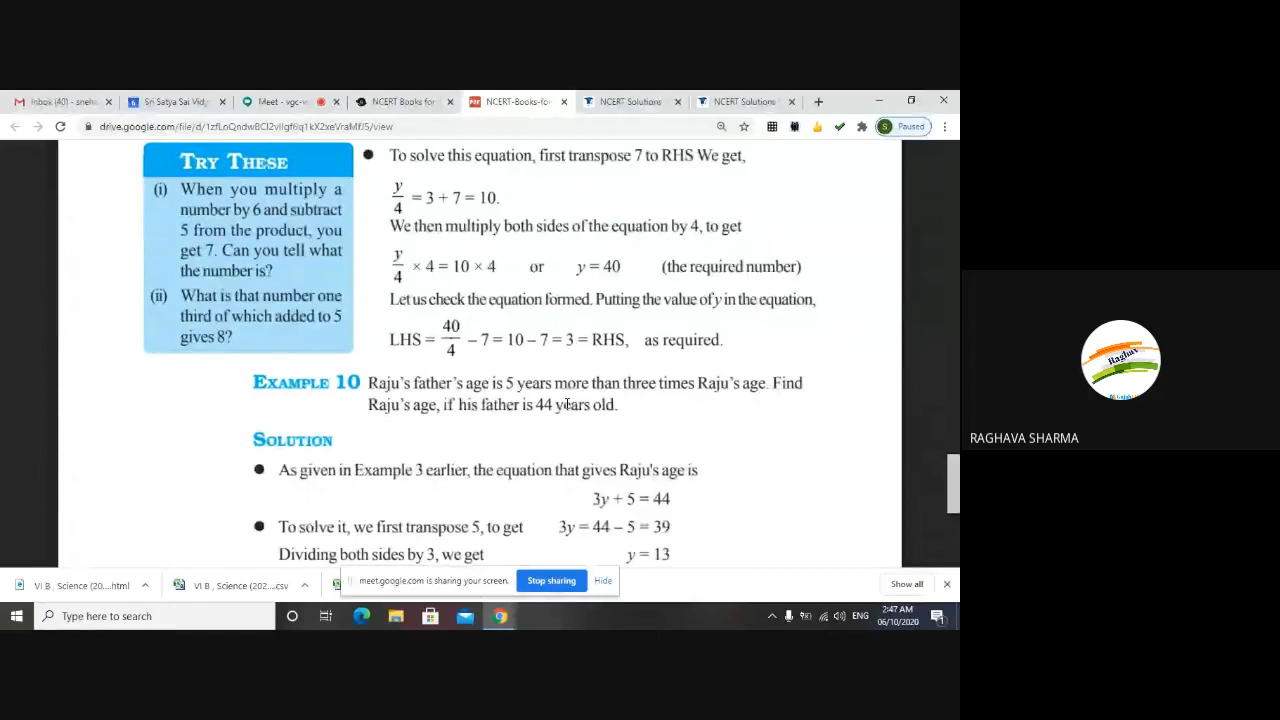 Inbox (40) - sneh
Sri Satya Sai Vid
Meet - vgc-v
NCERT Books for
NCERT-Books-for
NCERT Solutions
NCERT Solutions
drive.google.com/file/d/
/view
S Paused
TRY THESE
(i) When you multiply a
number by 6 and subtract
5 from the product, you
get 7. Can you tell what
the number is?
(ii) What is that number one
third of which added to 5
gives 8?
● To solve this equation, first transpose 7 to RHS We get,
y/4 = 3 + 7 = 10.
We then multiply both sides of the equation by 4, to get
y/4 × 4 = 10 × 4 or y = 40 (the required number)
Let us check the equation formed. Putting the value of y in the equation,
LHS = 40/4 – 7 = 10 – 7 = 3 = RHS, as required.
EXAMPLE 10 Raju's father's age is 5 years more than three times Raju's age. Find
Raju's age, if his father is 44 years old.
SOLUTION
● As given in Example 3 earlier, the equation that gives Raju's age is
3y + 5 = 44
● To solve it, we first transpose 5, to get 3y = 44 – 5 = 39
Dividing both sides by 3, we get y = 13
VI B , Science (20....html
VI B , Science (202....csv
meet.google.com is sharing your screen.
Stop sharing
Hide
Show all
Type here to search
ENG
2:47 AM
06/10/2020
Raghav
RAGHAVA SHARMA